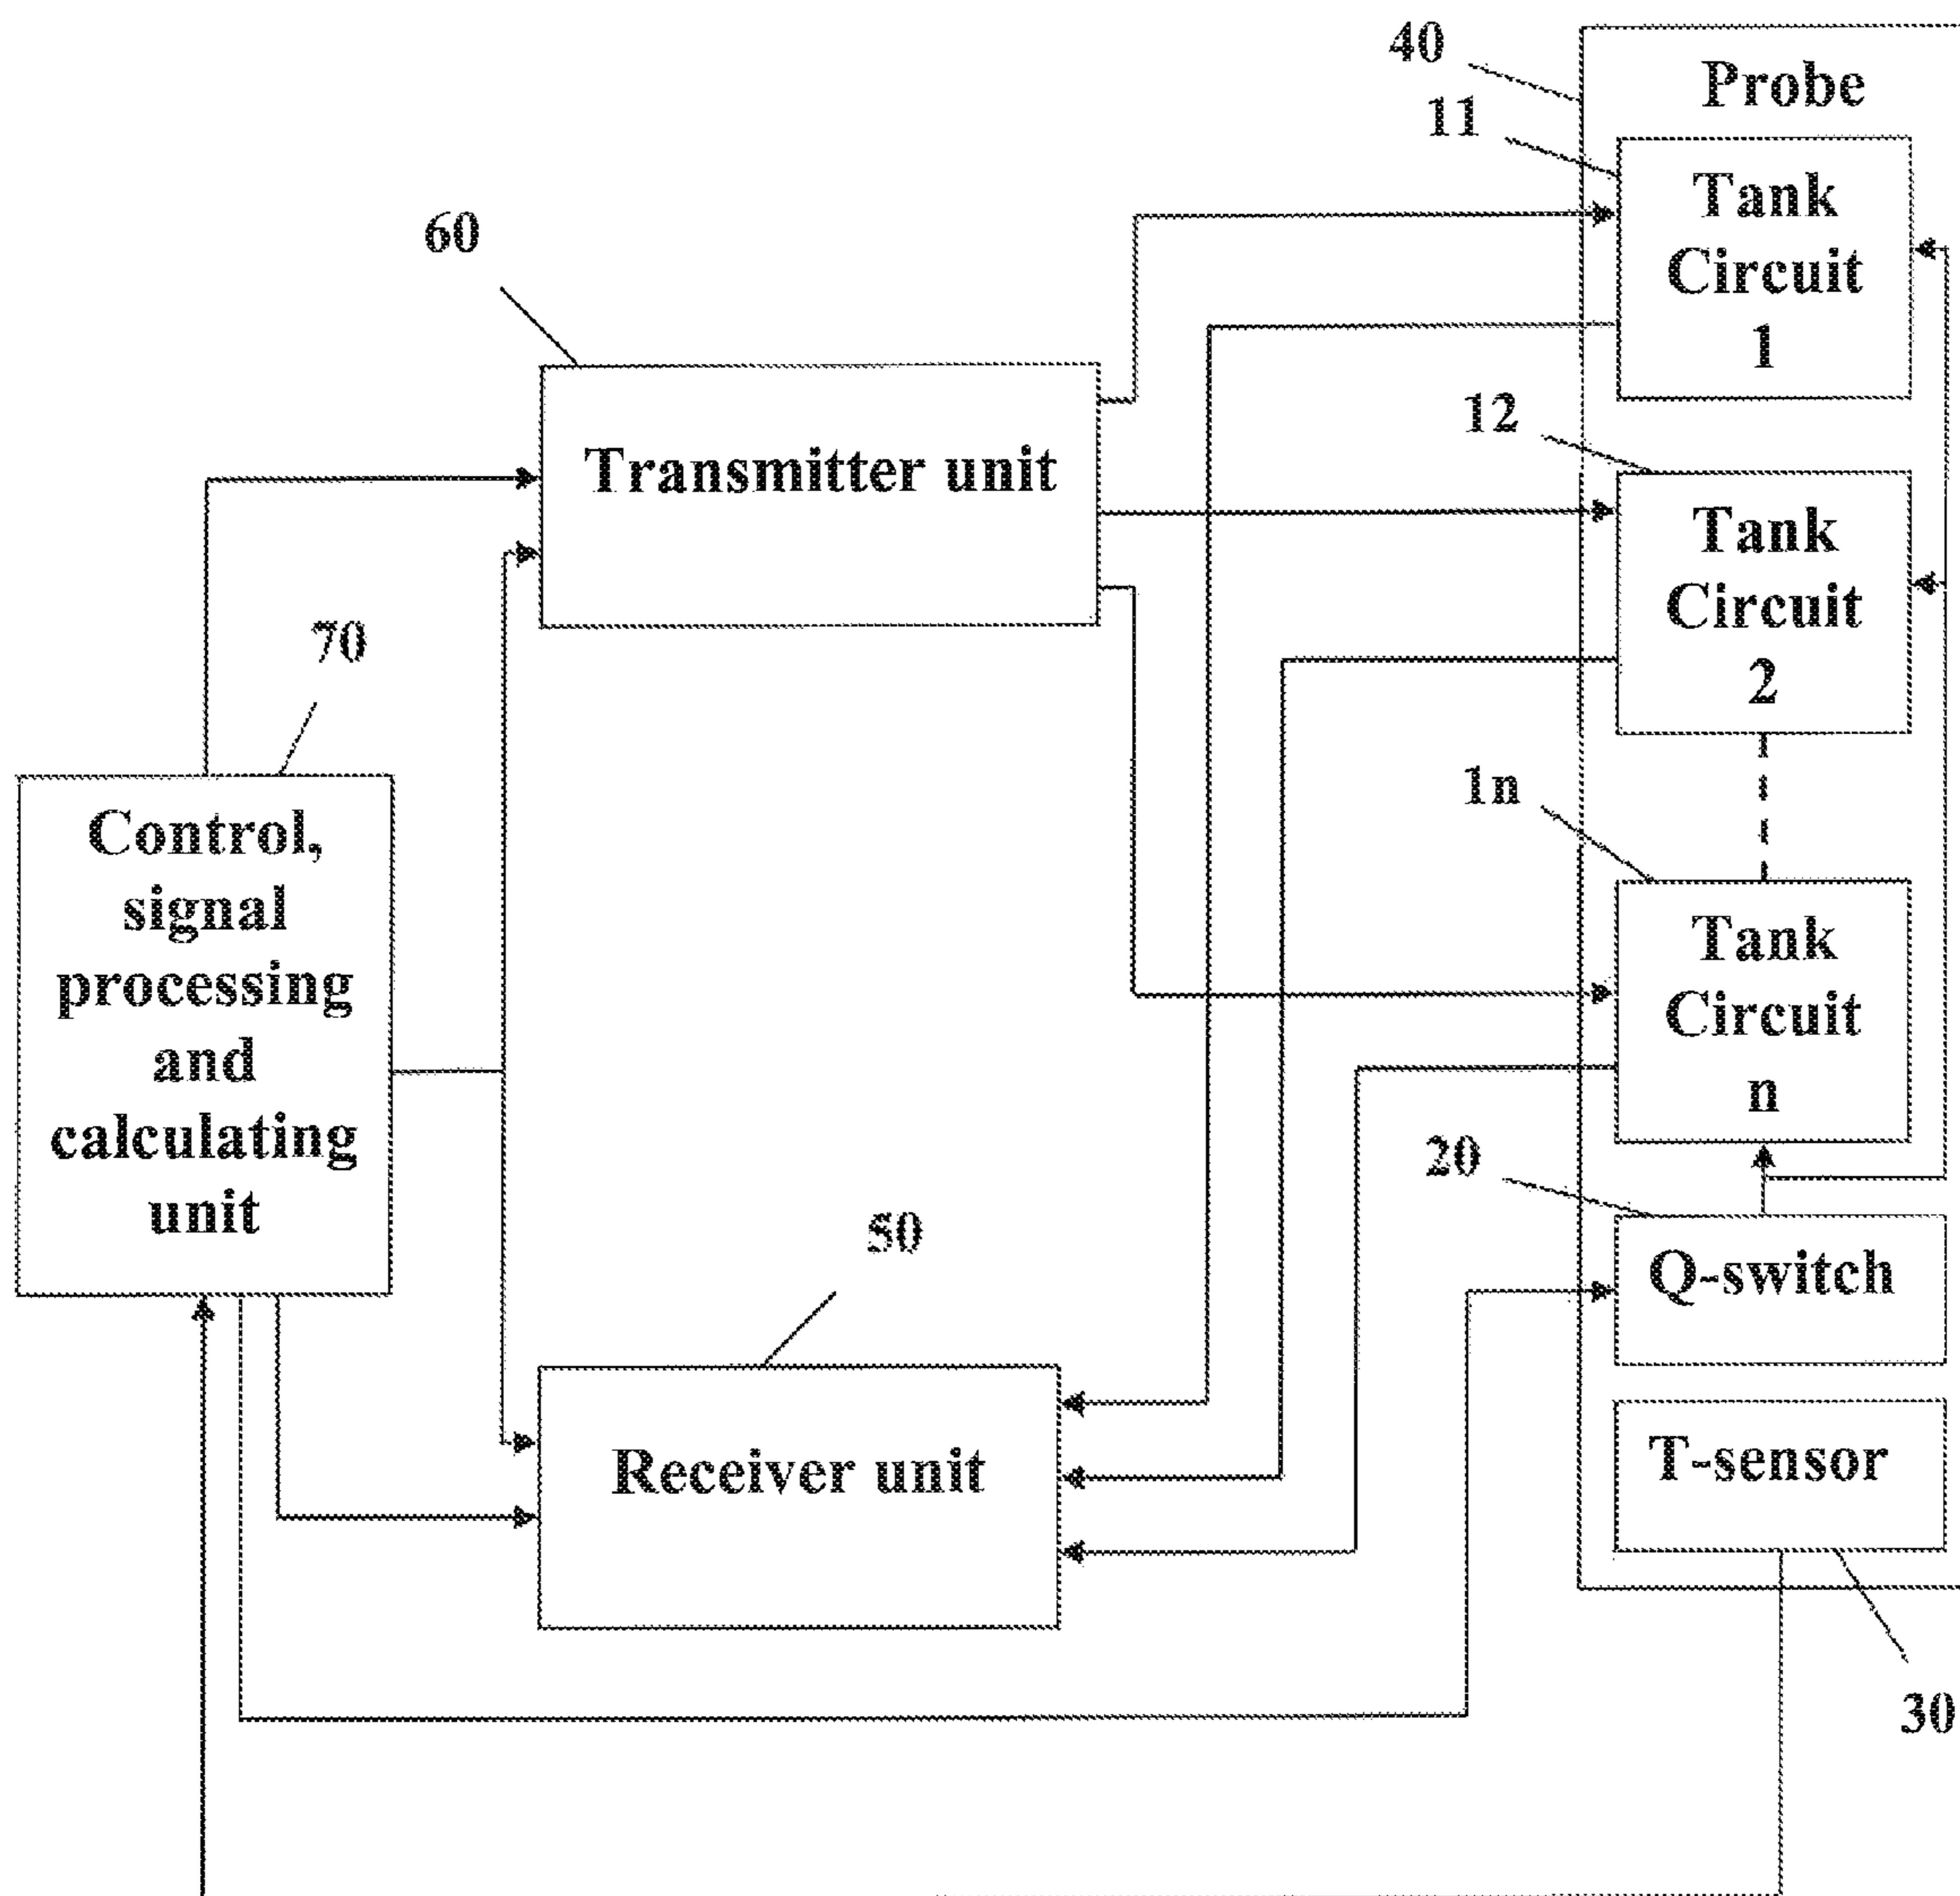 40
Probe
11
Tank
Circuit
1
60
Transmitter unit
12
Tank
Circuit
2
70
Control,
signal
processing
and
calculating
unit
1n
Tank
Circuit
n
20
Q-switch
50
Receiver unit
T-sensor
30